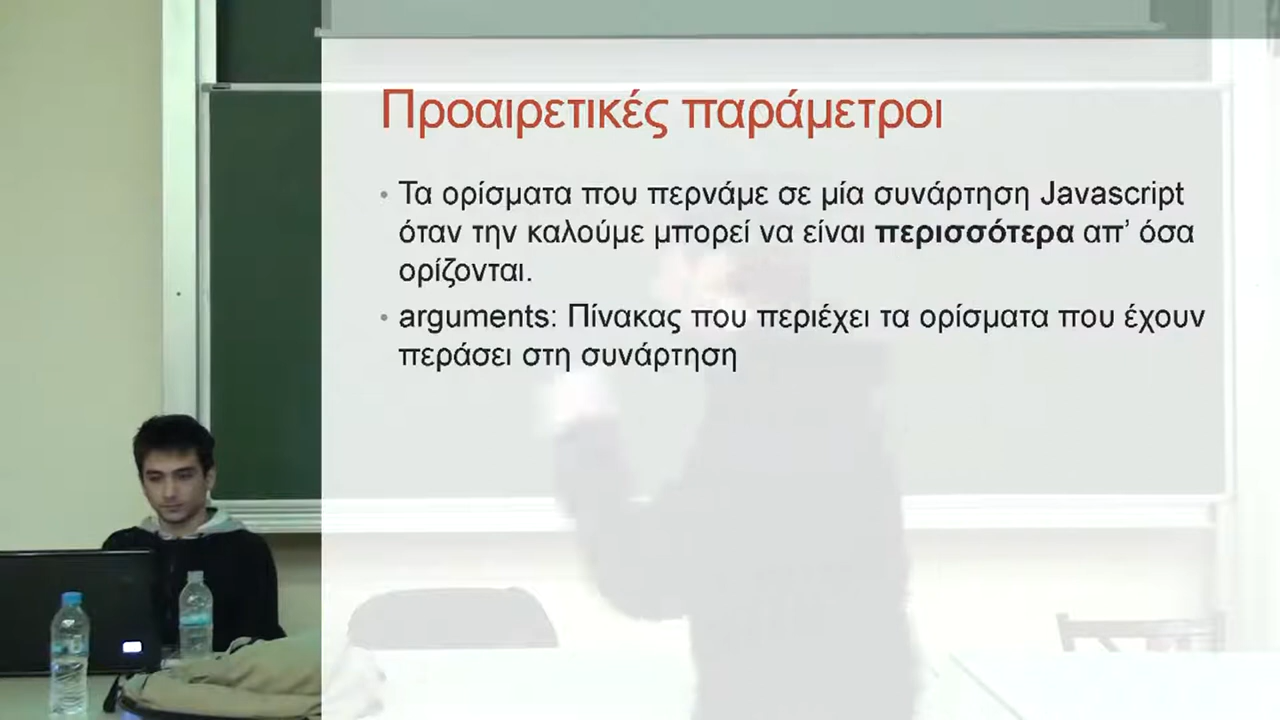 Προαιρετικές παράμετροι
• Τα ορίσματα που περνάμε σε μία συνάρτηση Javascript
όταν την καλούμε μπορεί να είναι περισσότερα απ’ όσα
ορίζονται.
• arguments: Πίνακας που περιέχει τα ορίσματα που έχουν
περάσει στη συνάρτηση